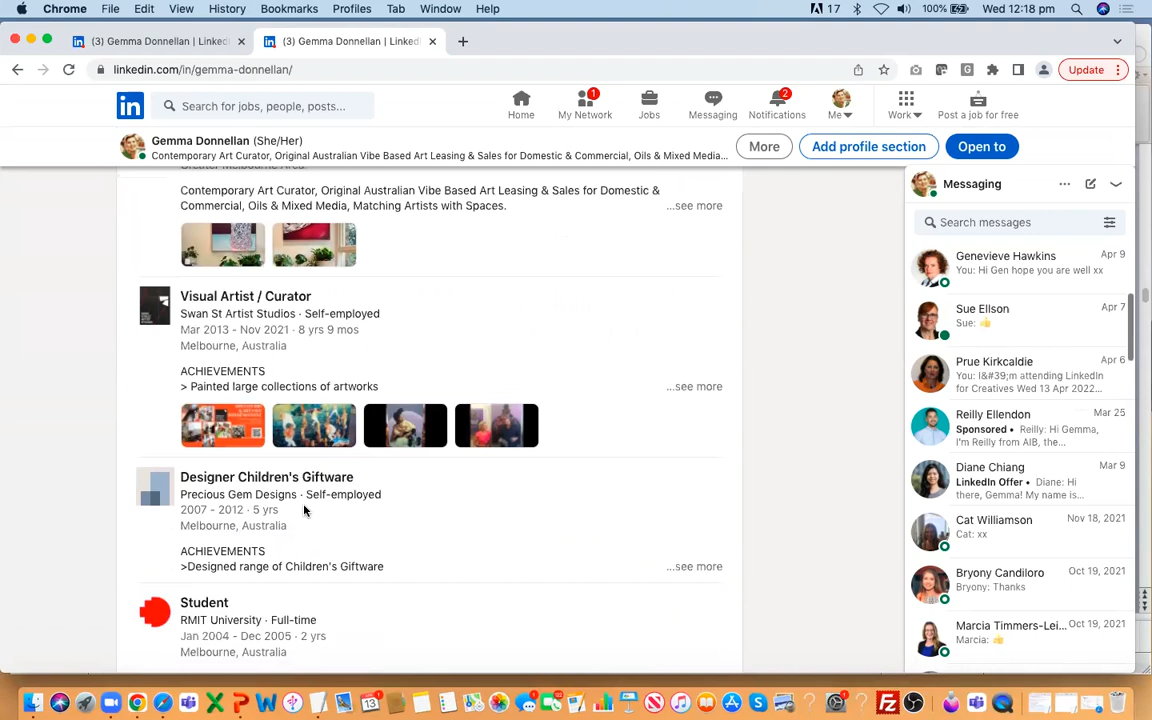 Chrome File Edit View History Bookmarks Profiles Tab Window Help 17 100% Wed 12:18 pm
(3) Gemma Donnellan | Linked (3) Gemma Donnellan | Linked
linkedin.com/in/gemma-donnellan/ Update
in Search for jobs, people, posts... Home 1 My Network Jobs Messaging 2 Notifications Me Work Post a job for free
Gemma Donnellan (She/Her)
Contemporary Art Curator, Original Australian Vibe Based Art Leasing & Sales for Domestic & Commercial, Oils & Mixed Media...
More Add profile section Open to
Greater Melbourne Area
Contemporary Art Curator, Original Australian Vibe Based Art Leasing & Sales for Domestic &
Commercial, Oils & Mixed Media, Matching Artists with Spaces. ...see more
Visual Artist / Curator
Swan St Artist Studios · Self-employed
Mar 2013 - Nov 2021 · 8 yrs 9 mos
Melbourne, Australia
ACHIEVEMENTS
> Painted large collections of artworks ...see more
Designer Children's Giftware
Precious Gem Designs · Self-employed
2007 - 2012 · 5 yrs
Melbourne, Australia
ACHIEVEMENTS
>Designed range of Children's Giftware ...see more
Student
RMIT University · Full-time
Jan 2004 - Dec 2005 · 2 yrs
Melbourne, Australia
Messaging
Search messages
Genevieve Hawkins Apr 9
You: Hi Gen hope you are well xx
Sue Ellson Apr 7
Sue: 👍
Prue Kirkcaldie Apr 6
You: I&#39;m attending LinkedIn
for Creatives Wed 13 Apr 2022...
Reilly Ellendon Mar 25
Sponsored • Reilly: Hi Gemma,
I'm Reilly from AIB, the...
Diane Chiang Mar 9
LinkedIn Offer • Diane: Hi
there, Gemma! My name is...
Cat Williamson Nov 18, 2021
Cat: xx
Bryony Candiloro Oct 19, 2021
Bryony: Thanks
Marcia Timmers-Lei... Oct 19, 2021
Marcia: 👍